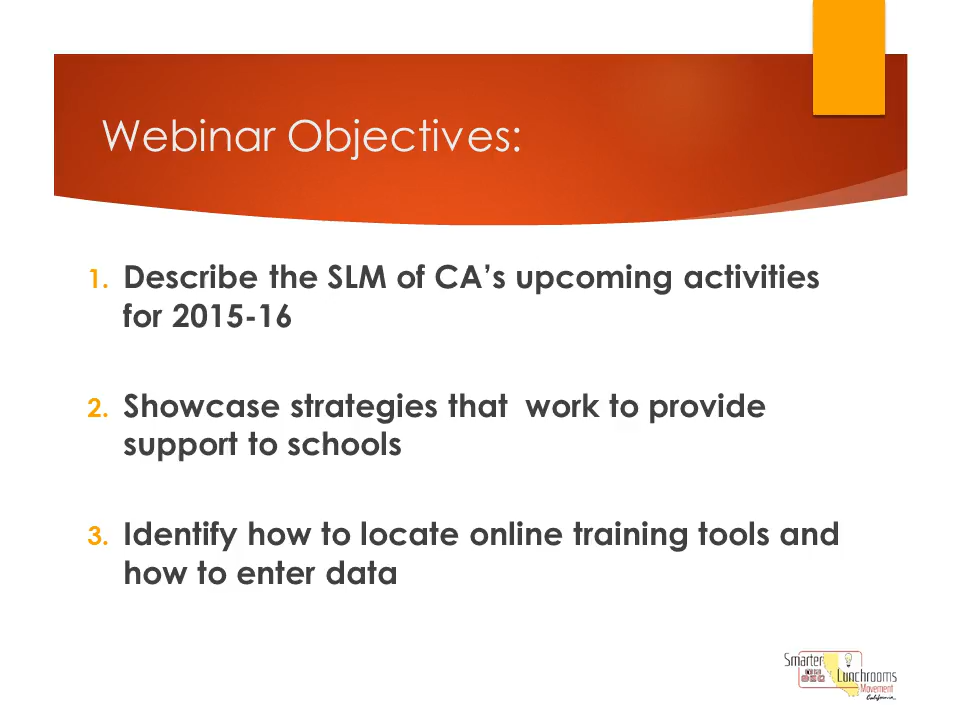 Webinar Objectives:
1. Describe the SLM of CA's upcoming activities
for 2015-16
2. Showcase strategies that  work to provide
support to schools
3. Identify how to locate online training tools and
how to enter data
Smarter
Lunchrooms
Movement
California